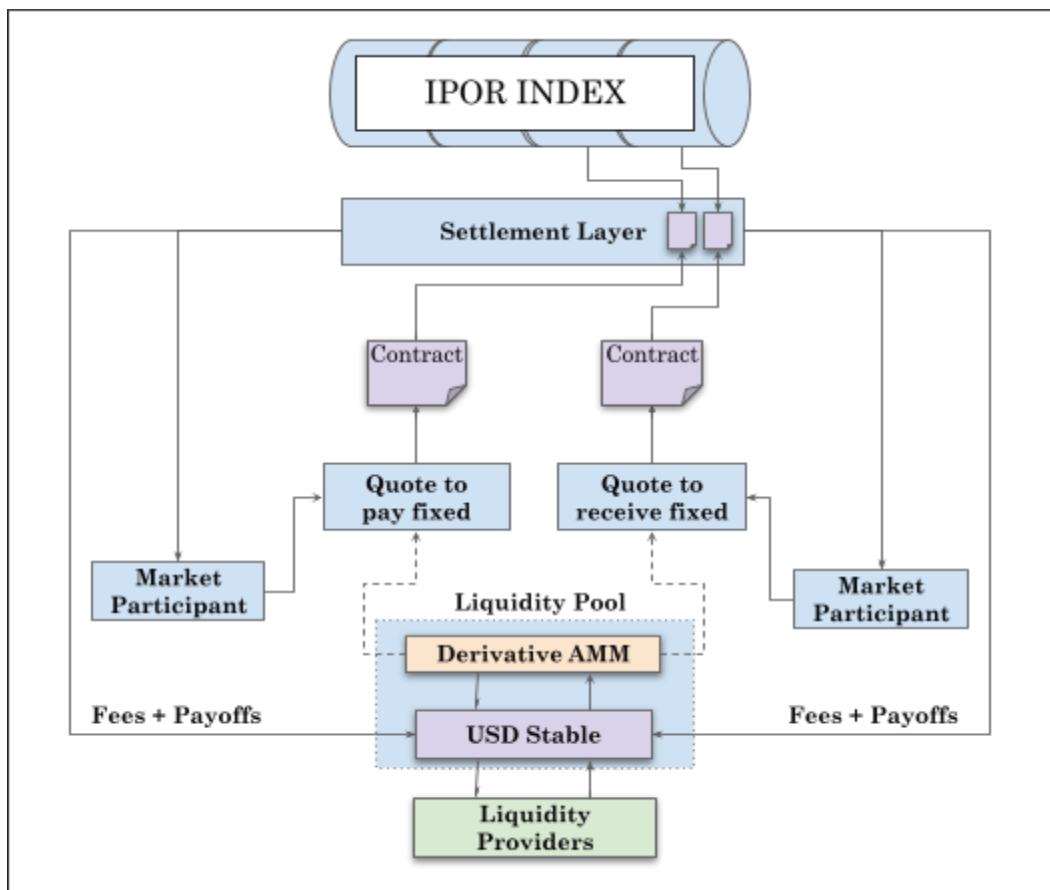 IPOR INDEX
Settlement Layer
Contract
Contract
Quote to
pay fixed
Quote to
receive fixed
Market
Participant
Market
Participant
Liquidity Pool
Derivative AMM
Fees + Payoffs
Fees + Payoffs
USD Stable
Liquidity
Providers